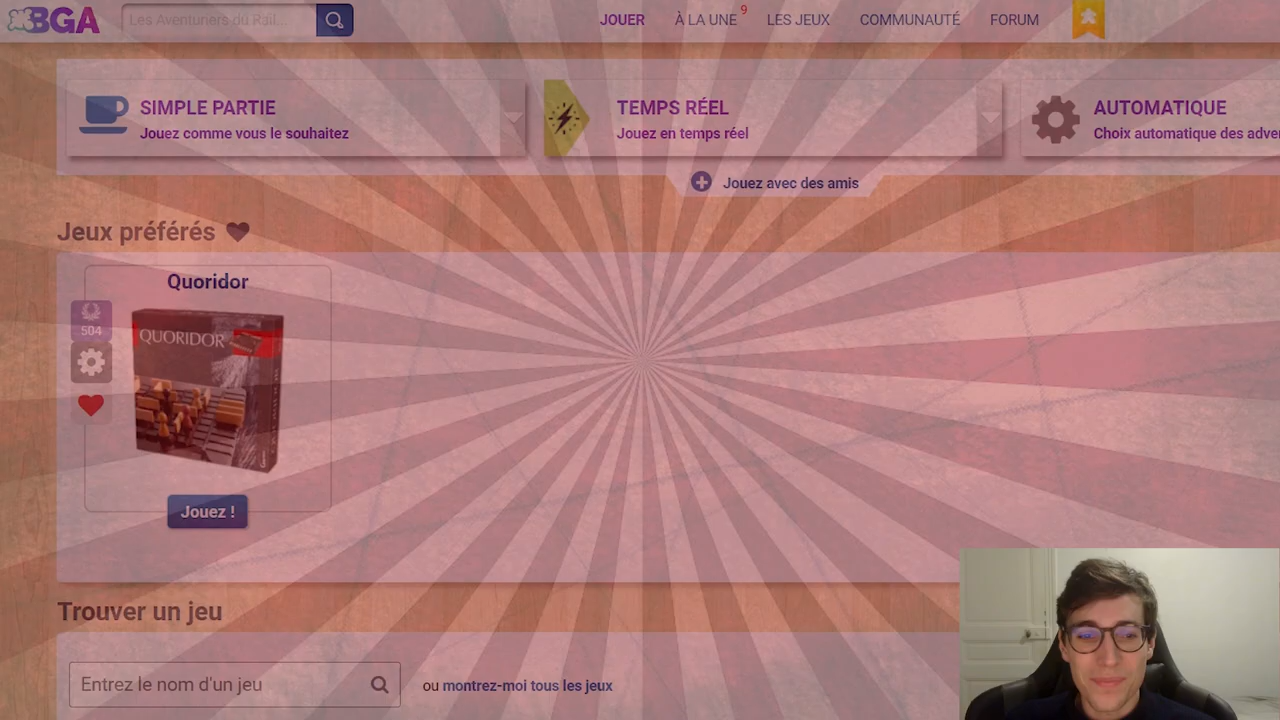 BGA
Les Aventuriers du Rail...
JOUER
À LA UNE
9
LES JEUX
COMMUNAUTÉ
FORUM
SIMPLE PARTIE
Jouez comme vous le souhaitez
TEMPS RÉEL
Jouez en temps réel
AUTOMATIQUE
Choix automatique des adve
Jouez avec des amis
Jeux préférés
Quoridor
504
QUORIDOR
Jouez !
Trouver un jeu
Entrez le nom d'un jeu
ou montrez-moi tous les jeux